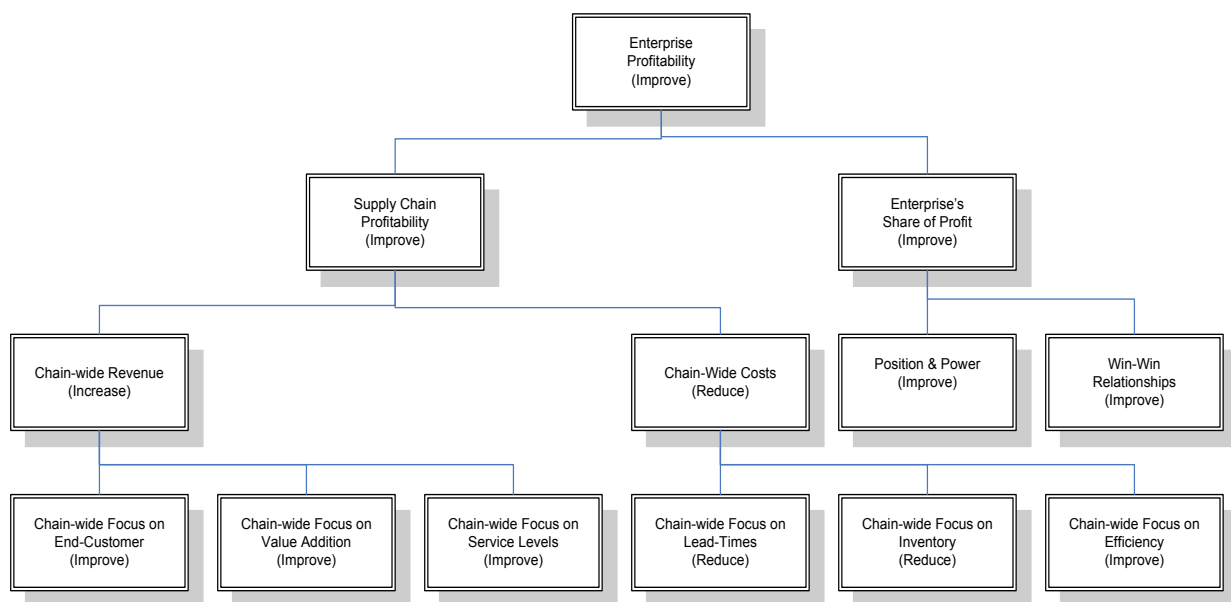 Enterprise
Profitability
(Improve)
Supply Chain
Profitability
(Improve)
Enterprise's
Share of Profit
(Improve)
Chain-wide Revenue
(Increase)
Chain-Wide Costs
(Reduce)
Position & Power
(Improve)
Win-Win
Relationships
(Improve)
Chain-wide Focus on
End-Customer
(Improve)
Chain-wide Focus on
Value Addition
(Improve)
Chain-wide Focus on
Service Levels
(Improve)
Chain-wide Focus on
Lead-Times
(Reduce)
Chain-wide Focus on
Inventory
(Reduce)
Chain-wide Focus on
Efficiency
(Improve)